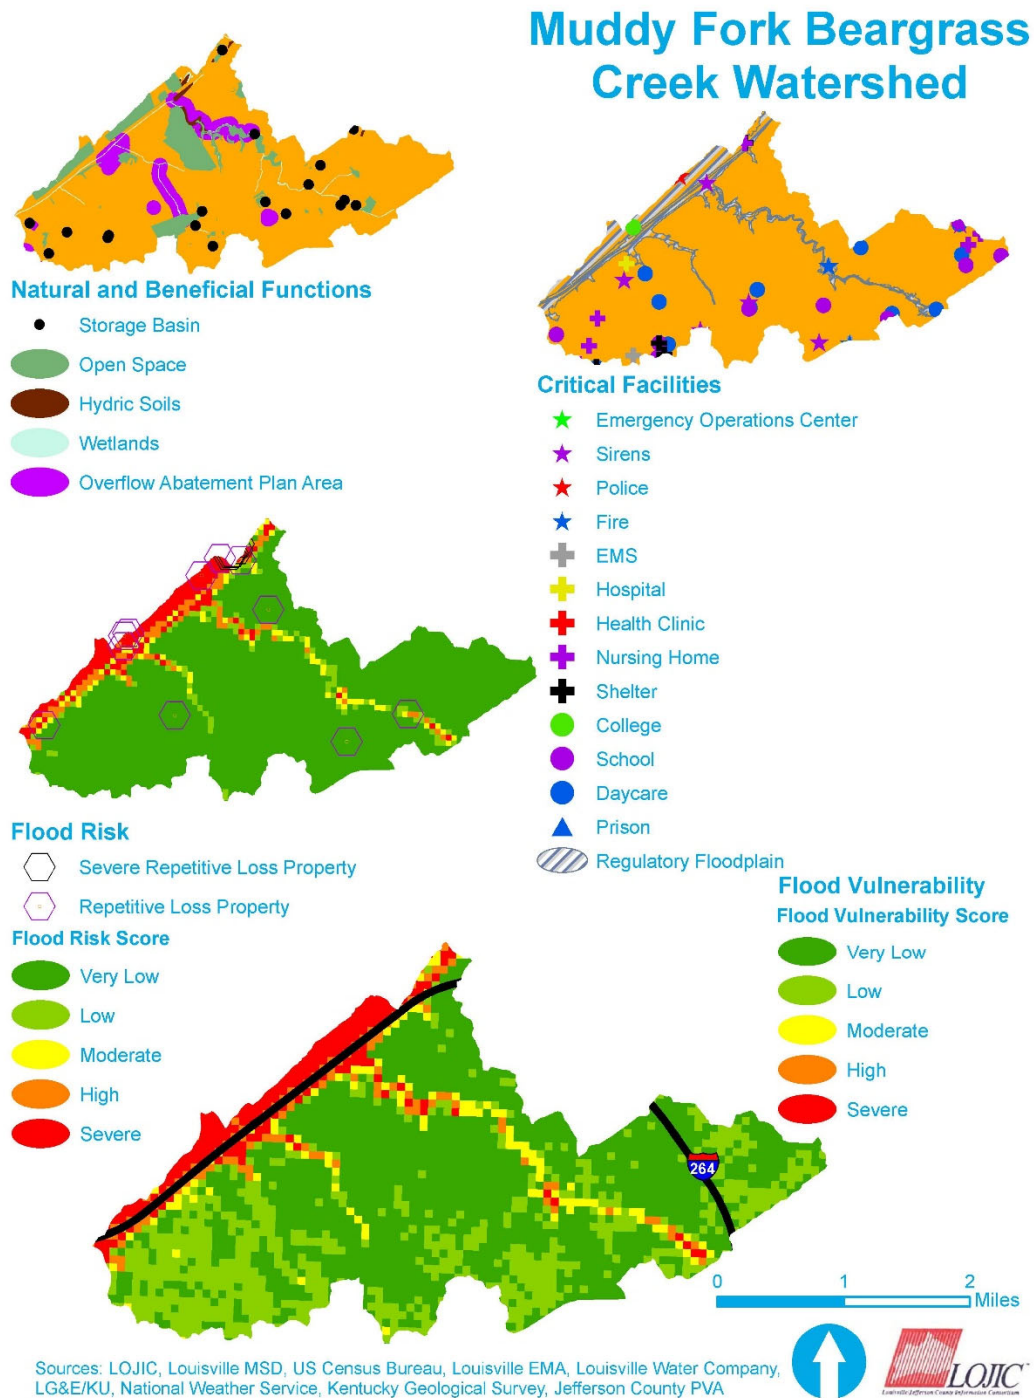 Muddy Fork Beargrass
Creek Watershed
Natural and Beneficial Functions
Storage Basin
Open Space
Hydric Soils
Wetlands
Overflow Abatement Plan Area
Critical Facilities
Emergency Operations Center
Sirens
Police
Fire
EMS
Hospital
Health Clinic
Nursing Home
Shelter
College
School
Daycare
Prison
Regulatory Floodplain
Flood Risk
Severe Repetitive Loss Property
Repetitive Loss Property
Flood Risk Score
Very Low
Low
Moderate
High
Severe
Flood Vulnerability
Flood Vulnerability Score
Very Low
Low
Moderate
High
Severe
264
0 1 2
Miles
Sources: LOJIC, Louisville MSD, US Census Bureau, Louisville EMA, Louisville Water Company,
LG&E/KU, National Weather Service, Kentucky Geological Survey, Jefferson County PVA
LOJIC
Louisville/Jefferson County Information Consortium